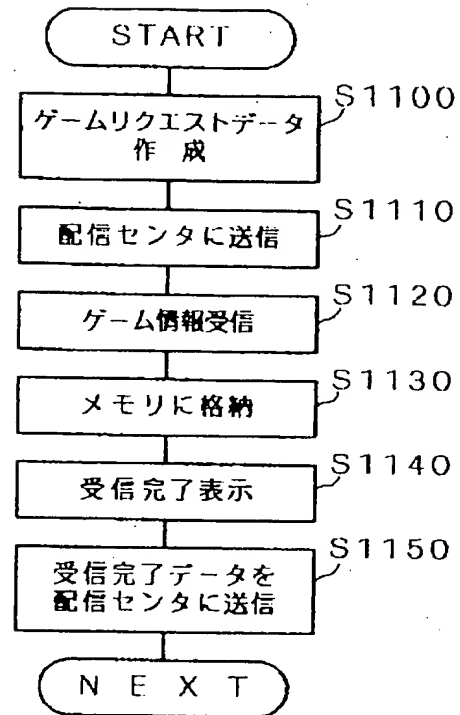 START
S1100
ゲームリクエストデータ
作成
S1110
配信センタに送信
S1120
ゲーム情報受信
S1130
メモリに格納
S1140
受信完了表示
S1150
受信完了データを
配信センタに送信
NEXT